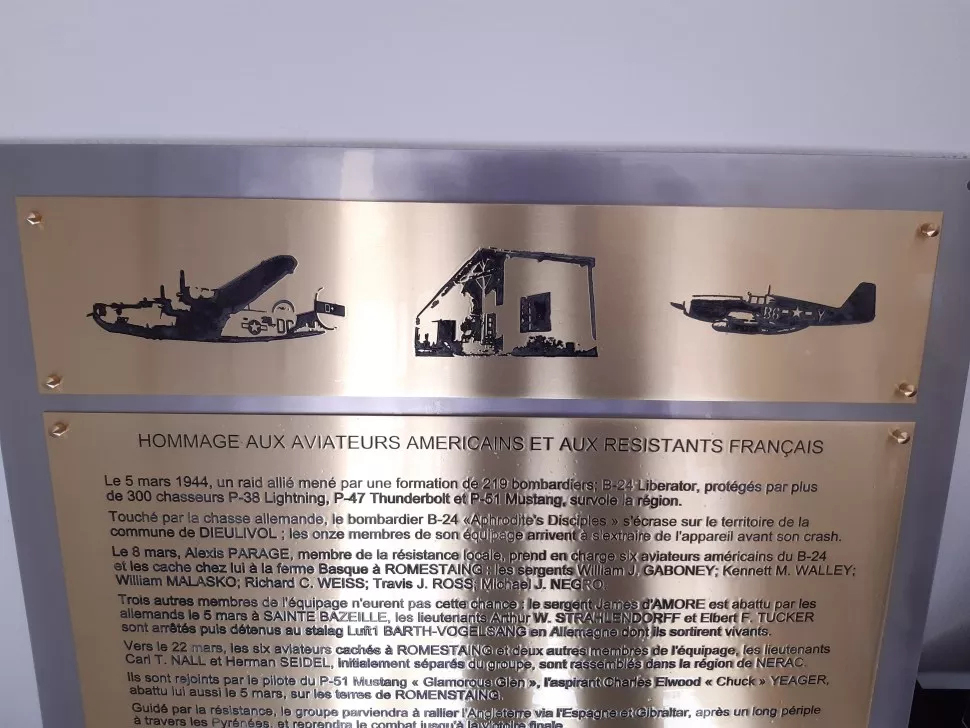 HOMMAGE AUX AVIATEURS AMERICAINS ET AUX RESISTANTS FRANÇAIS
Le 5 mars 1944, un raid allié mené par une formation de 219 bombardiers; B-24 Liberator, protégés par plus
de 300 chasseurs P-38 Lightning, P-47 Thunderbolt et P-51 Mustang, survole la région.
Touché par la chasse allemande, le bombardier B-24 «Aphrodite's Disciples » s'écrase sur le territoire de la
commune de DIEULIVOL ; les onze membres de son équipage arrivent à s'extraire de l'appareil avant son crash.
Le 8 mars, Alexis PARAGE, membre de la résistance locale, prend en charge six aviateurs américains du B-24
et les cache chez lui à la ferme Basque à ROMESTAING : les sergents William J. GABONEY; Kennett M. WALLEY;
William MALASKO; Richard C. WEISS; Travis J. ROSS; Michael J. NEGRO.
Trois autres membres de l'équipage n'eurent pas cette chance : le sergent James d'AMORE est abattu par les
allemands le 5 mars à SAINTE BAZEILLE, les lieutenants Arthur W. STRAHLENDORFF et Elbert F. TUCKER
sont arrêtés puis détenus au stalag Luft1 BARTH-VOGELSANG en Allemagne dont ils sortirent vivants.
Vers le 22 mars, les six aviateurs cachés à ROMESTAING et deux autres membres de l'équipage, les lieutenants
Carl T. NALL et Herman SEIDEL, initialement séparés du groupe, sont rassemblés dans la région de NERAC.
Ils sont rejoints par le pilote du P-51 Mustang « Glamorous Glen », l'aspirant Charles Elwood « Chuck » YEAGER,
abattu lui aussi le 5 mars, sur les terres de ROMENSTAING.
Guidé par la résistance, le groupe parviendra à rallier l'Angleterre via l'Espagne et Gibraltar, après un long périple
à travers les Pyrénées, et reprendra le combat jusqu'à la victoire finale.